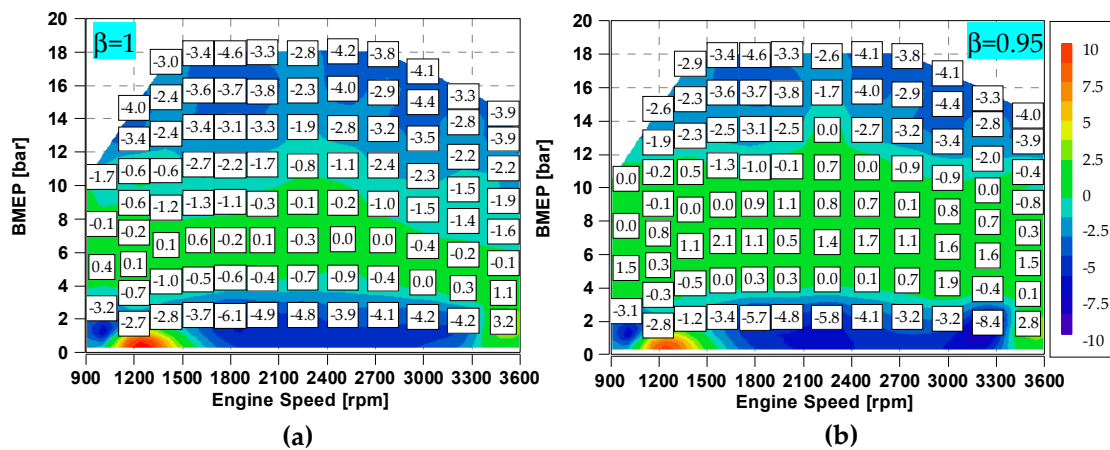 β=1
BMEP [bar]
20
18
16
14
12
10
8
6
4
2
0
-3.0 -3.4 -4.6 -3.3 -2.8 -4.2 -3.8 -4.1
-4.0 -2.4 -3.6 -3.7 -3.8 -2.3 -4.0 -2.9 -4.4 -3.3 -3.9
-3.4 -2.4 -3.4 -3.1 -3.3 -1.9 -2.8 -3.2 -3.5 -2.8 -3.9
-1.7 -0.6 -0.6 -2.7 -2.2 -1.7 -0.8 -1.1 -2.4 -2.3 -2.2 -2.2
-0.6 -1.2 -1.3 -1.1 -0.3 -0.1 -0.2 -1.0 -1.5 -1.5 -1.9
-0.1 -0.2 0.1 0.6 -0.2 0.1 -0.3 0.0 0.0 -0.4 -1.4 -1.6
0.4 0.1 -1.0 -0.5 -0.6 -0.4 -0.7 -0.9 -0.4 0.0 -0.2 -0.1
-0.7 0.3 1.1
-3.2 -2.7 -2.8 -3.7 -6.1 -4.9 -4.8 -3.9 -4.1 -4.2 -4.2 3.2
900 1200 1500 1800 2100 2400 2700 3000 3300 3600
Engine Speed [rpm]
(a)
β=0.95
BMEP [bar]
20
18
16
14
12
10
8
6
4
2
0
-2.9 -3.4 -4.6 -3.3 -2.6 -4.1 -3.8 -4.1
-2.6 -2.3 -3.6 -3.7 -3.8 -1.7 -4.0 -2.9 -4.4 -3.3 -4.0
-1.9 -2.3 -2.5 -3.1 -2.5 0.0 -2.7 -3.2 -3.4 -2.8 -3.9
0.0 -0.2 0.5 -1.3 -1.0 0.1 0.7 0.0 -0.9 -0.9 -2.0 -0.4
-0.1 0.0 0.0 0.9 1.1 0.8 0.7 0.1 0.8 0.0 -0.8
0.0 0.8 1.1 2.1 1.1 0.5 1.4 1.7 1.1 1.6 0.7 0.3
1.5 0.3 -0.5 0.0 0.3 0.3 0.0 0.1 0.7 1.9 1.6 1.5
-0.3 -0.4 0.1
-3.1 -2.8 -1.2 -3.4 -5.7 -4.8 -5.8 -4.1 -3.2 -3.2 -8.4 2.8
900 1200 1500 1800 2100 2400 2700 3000 3300 3600
Engine Speed [rpm]
(b)
10
7.5
5
2.5
0
-2.5
-5
-7.5
-10